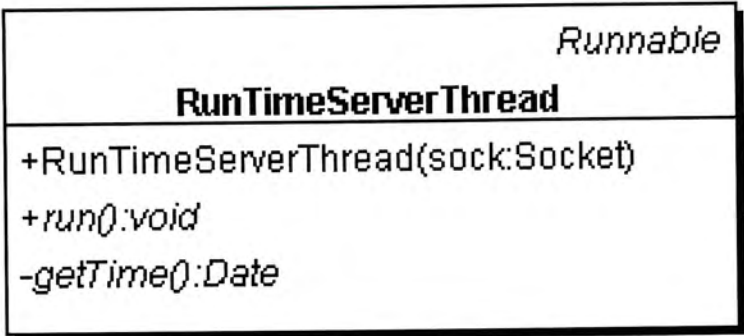 Runnable
RunTimeServerThread
+RunTimeServerThread(sock:Socket)
+run():void
-getTime():Date